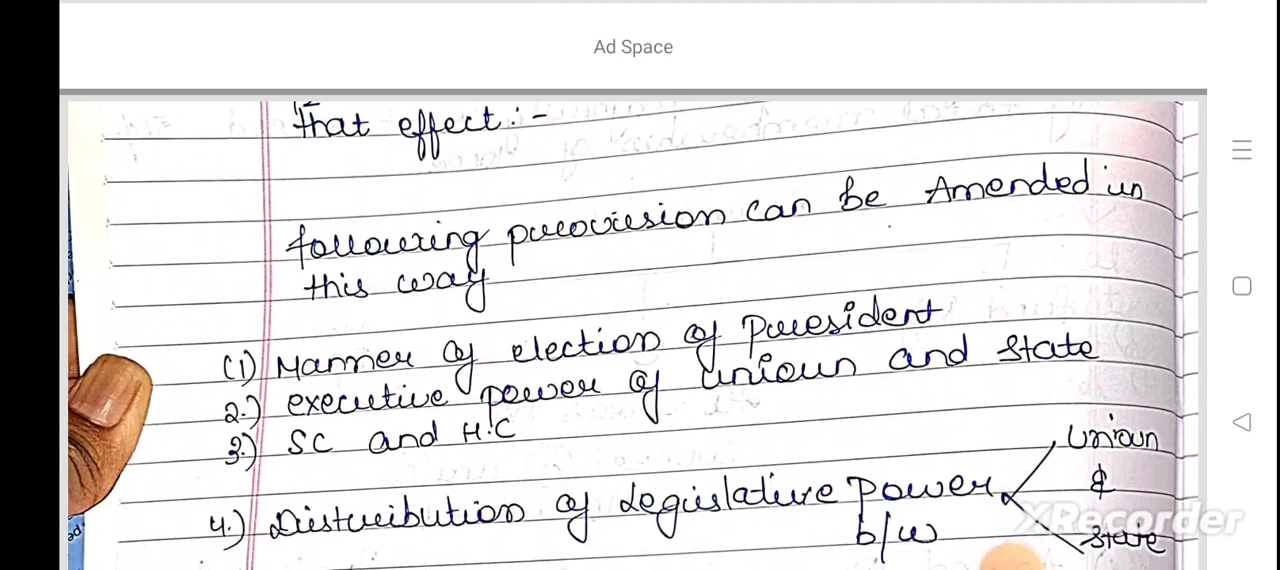 Ad Space
that effect :-
following provision can be Amended in
this way
(1) Manner of election of President
2.) executive power of union and state
3.) SC and H.C
4.) Distribution of Legislative power b/w Union
&
State
XRecorder
ad